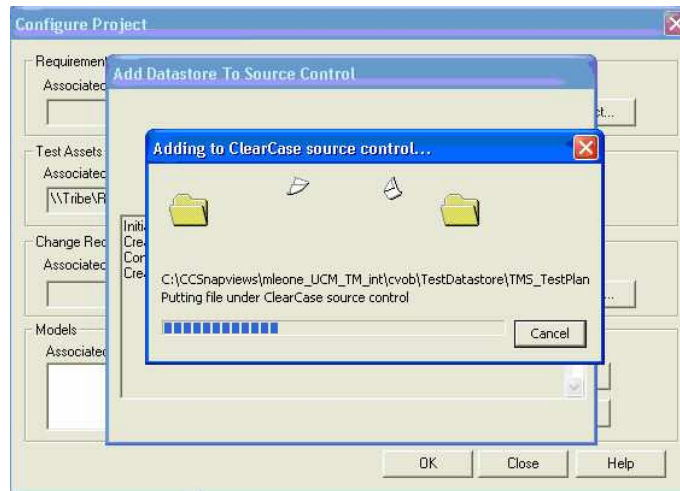 Configure Project
Requirement
Associated
Add Datastore To Source Control
Adding to ClearCase source control...
Test Assets
Associated
\\Tribe\R
Initi
Crea
Con
Crea
Change Rec
Associated
C:\CCSnapviews\mleone_UCM_TM_int\cvob\TestDatastore\TMS_TestPlan
Putting file under ClearCase source control
Cancel
Models
Associated
OK
Close
Help